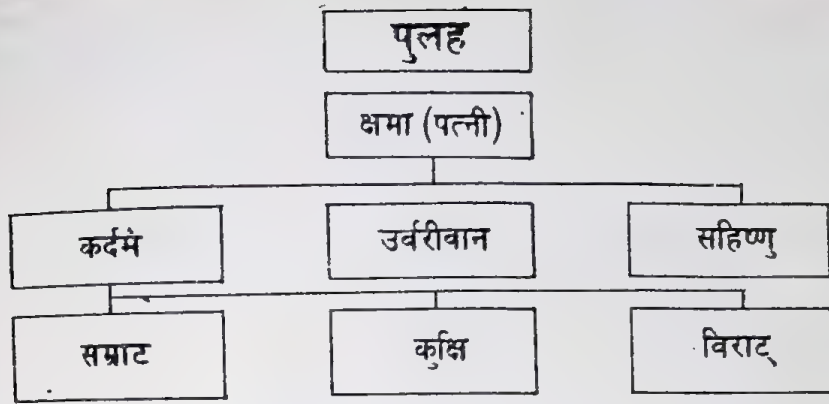 पुलह
क्षमा (पत्नी)
कर्दमं उर्वरीवान सहिष्णु
सम्राट कुक्षि विराट्